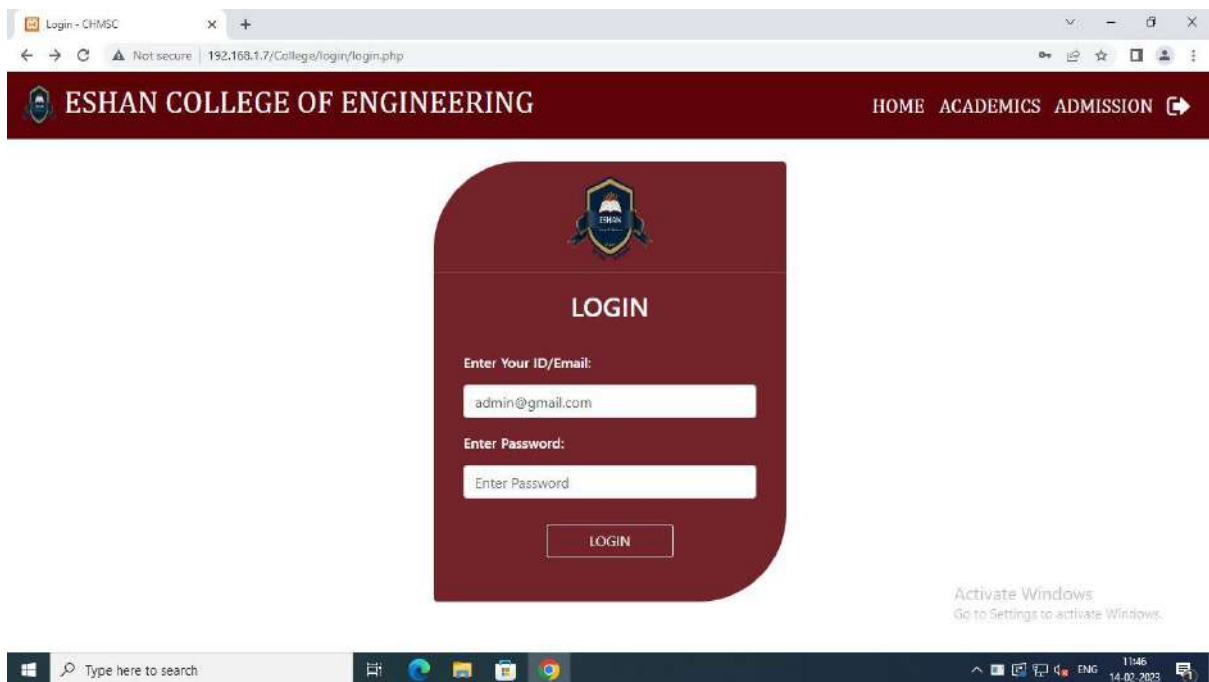 Login - CHMSC
Not secure 192.168.1.7/College/login/login.php
ESHAN COLLEGE OF ENGINEERING HOME ACADEMICS ADMISSION
ESHAN
LOGIN
Enter Your ID/Email:
admin@gmail.com
Enter Password:
Enter Password
LOGIN
Activate Windows
Go to Settings to activate Windows.
Type here to search ENG 11:46
14-02-2023